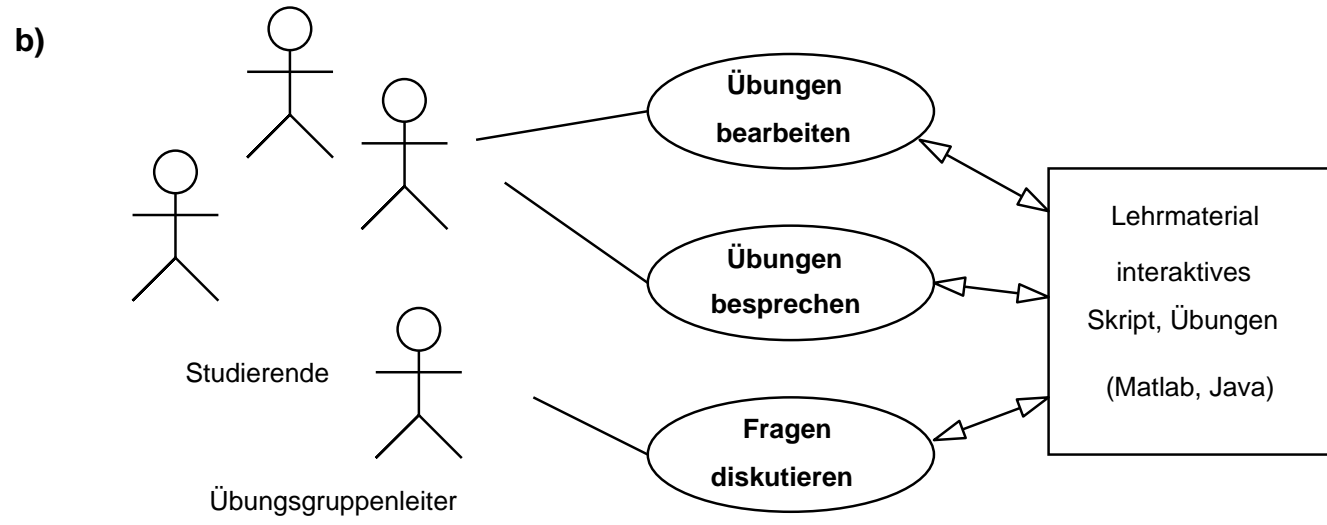 b)
Übungen
bearbeiten
Übungen
besprechen
Fragen
diskutieren
Studierende
Übungsgruppenleiter
Lehrmaterial
interaktives
Skript, Übungen
(Matlab, Java)